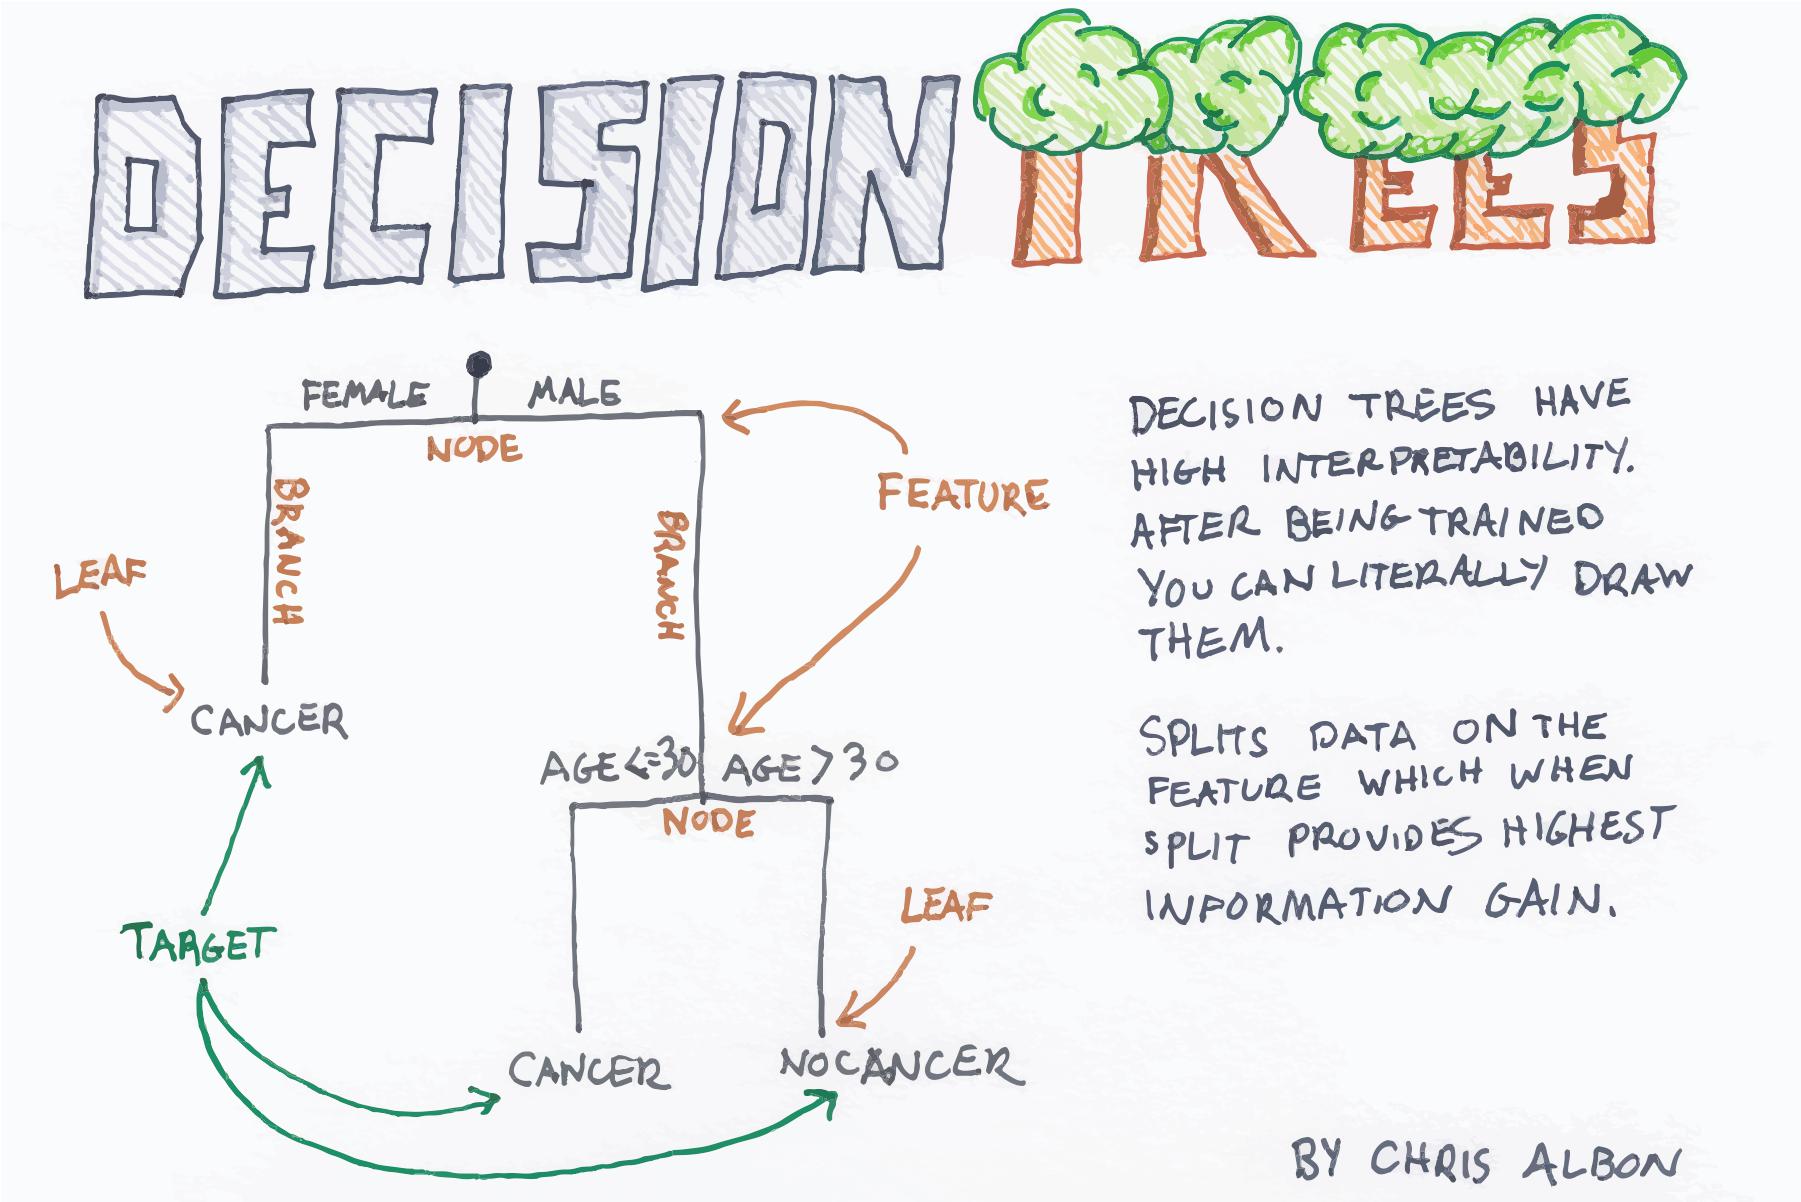 DECISION TREES
FEMALE MALE
NODE
BRANCH
BRANCH
FEATURE
LEAF
CANCER
AGE <=30 AGE > 30
NODE
LEAF
TARGET
CANCER
NO CANCER
DECISION TREES HAVE
HIGH INTERPRETABILITY.
AFTER BEING TRAINED
YOU CAN LITERALLY DRAW
THEM.
SPLITS DATA ON THE
FEATURE WHICH WHEN
SPLIT PROVIDES HIGHEST
INFORMATION GAIN.
BY CHRIS ALBON